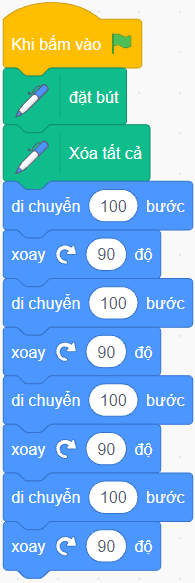 Khi bấm vào
đặt bút
Xóa tất cả
di chuyển 100 bước
xoay 90 độ
di chuyển 100 bước
xoay 90 độ
di chuyển 100 bước
xoay 90 độ
di chuyển 100 bước
xoay 90 độ